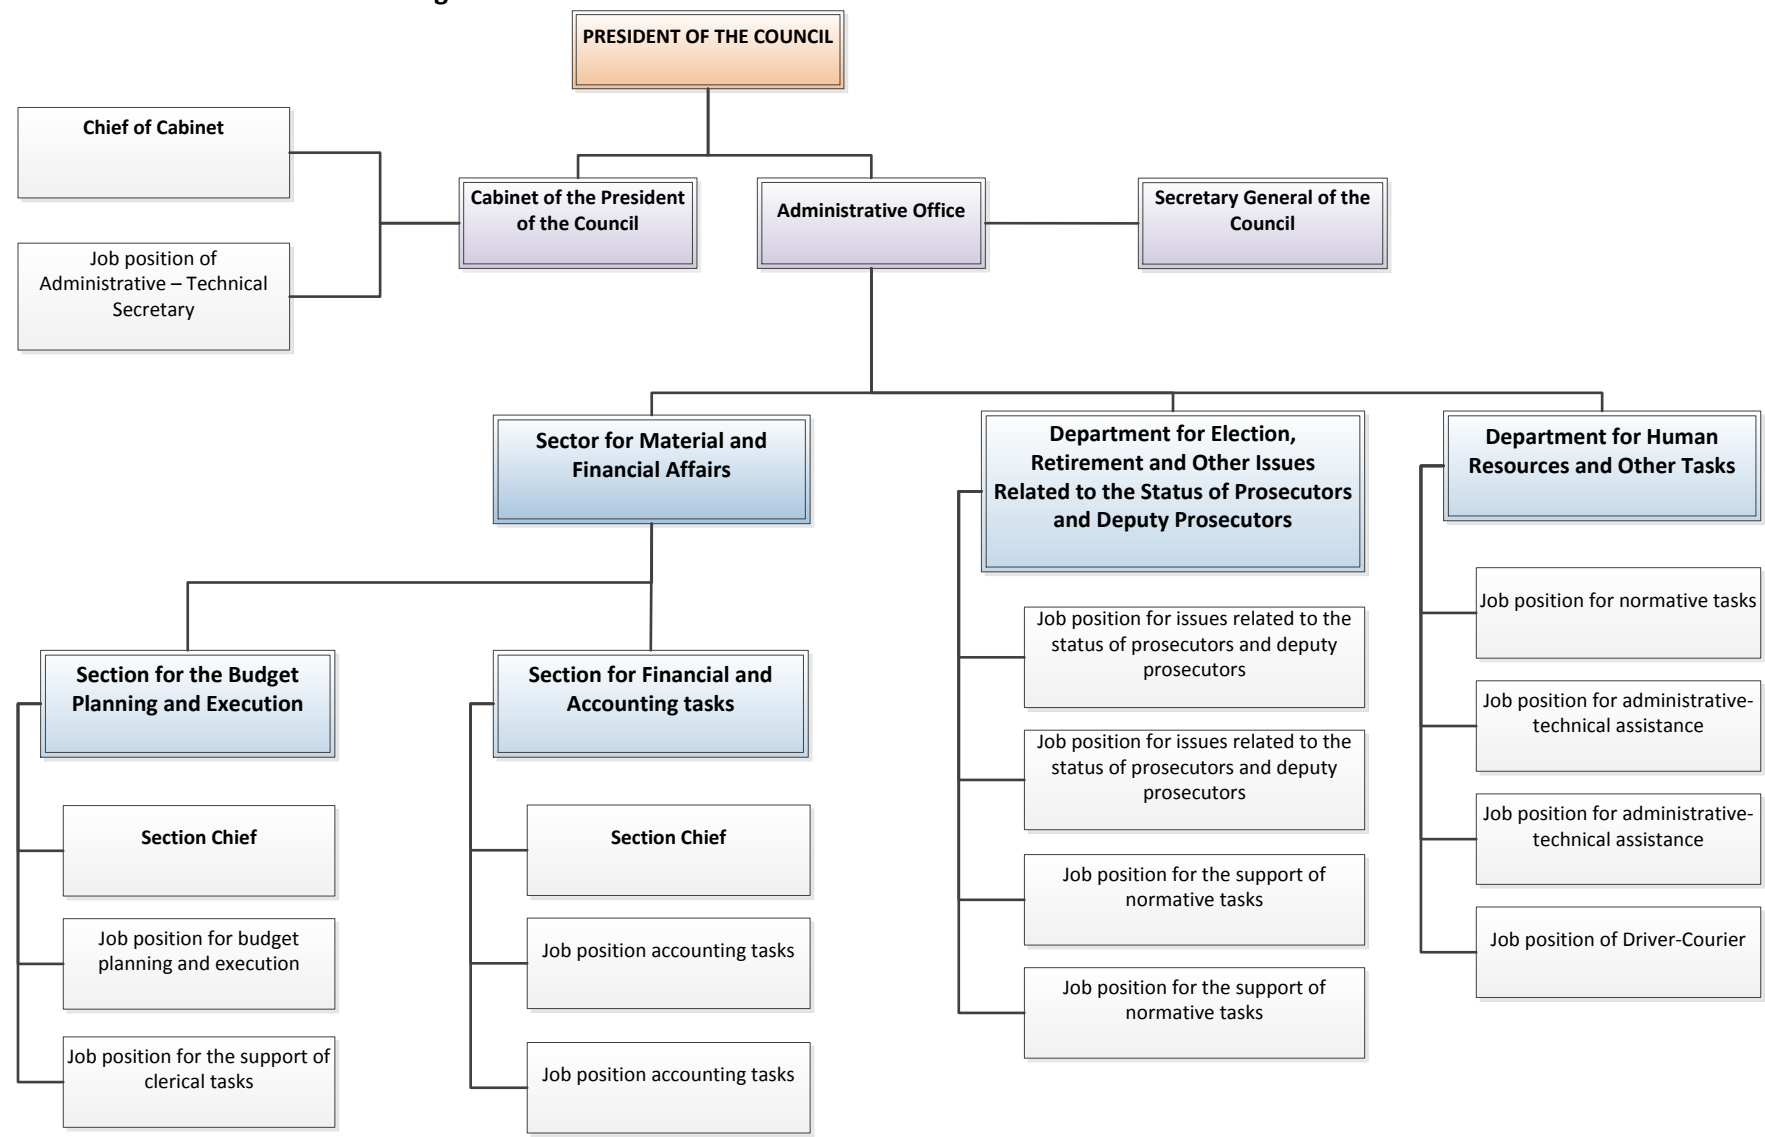 PRESIDENT OF THE COUNCIL
Chief of Cabinet
Job position of
Administrative – Technical
Secretary
Cabinet of the President
of the Council
Administrative Office
Secretary General of the
Council
Sector for Material and
Financial Affairs
Department for Election,
Retirement and Other Issues
Related to the Status of Prosecutors
and Deputy Prosecutors
Department for Human
Resources and Other Tasks
Section for the Budget
Planning and Execution
Section Chief
Job position for budget
planning and execution
Job position for the support of
clerical tasks
Section for Financial and
Accounting tasks
Section Chief
Job position accounting tasks
Job position accounting tasks
Job position for issues related to the
status of prosecutors and deputy
prosecutors
Job position for issues related to the
status of prosecutors and deputy
prosecutors
Job position for the support of
normative tasks
Job position for the support of
normative tasks
Job position for normative tasks
Job position for administrative-
technical assistance
Job position for administrative-
technical assistance
Job position of Driver-Courier